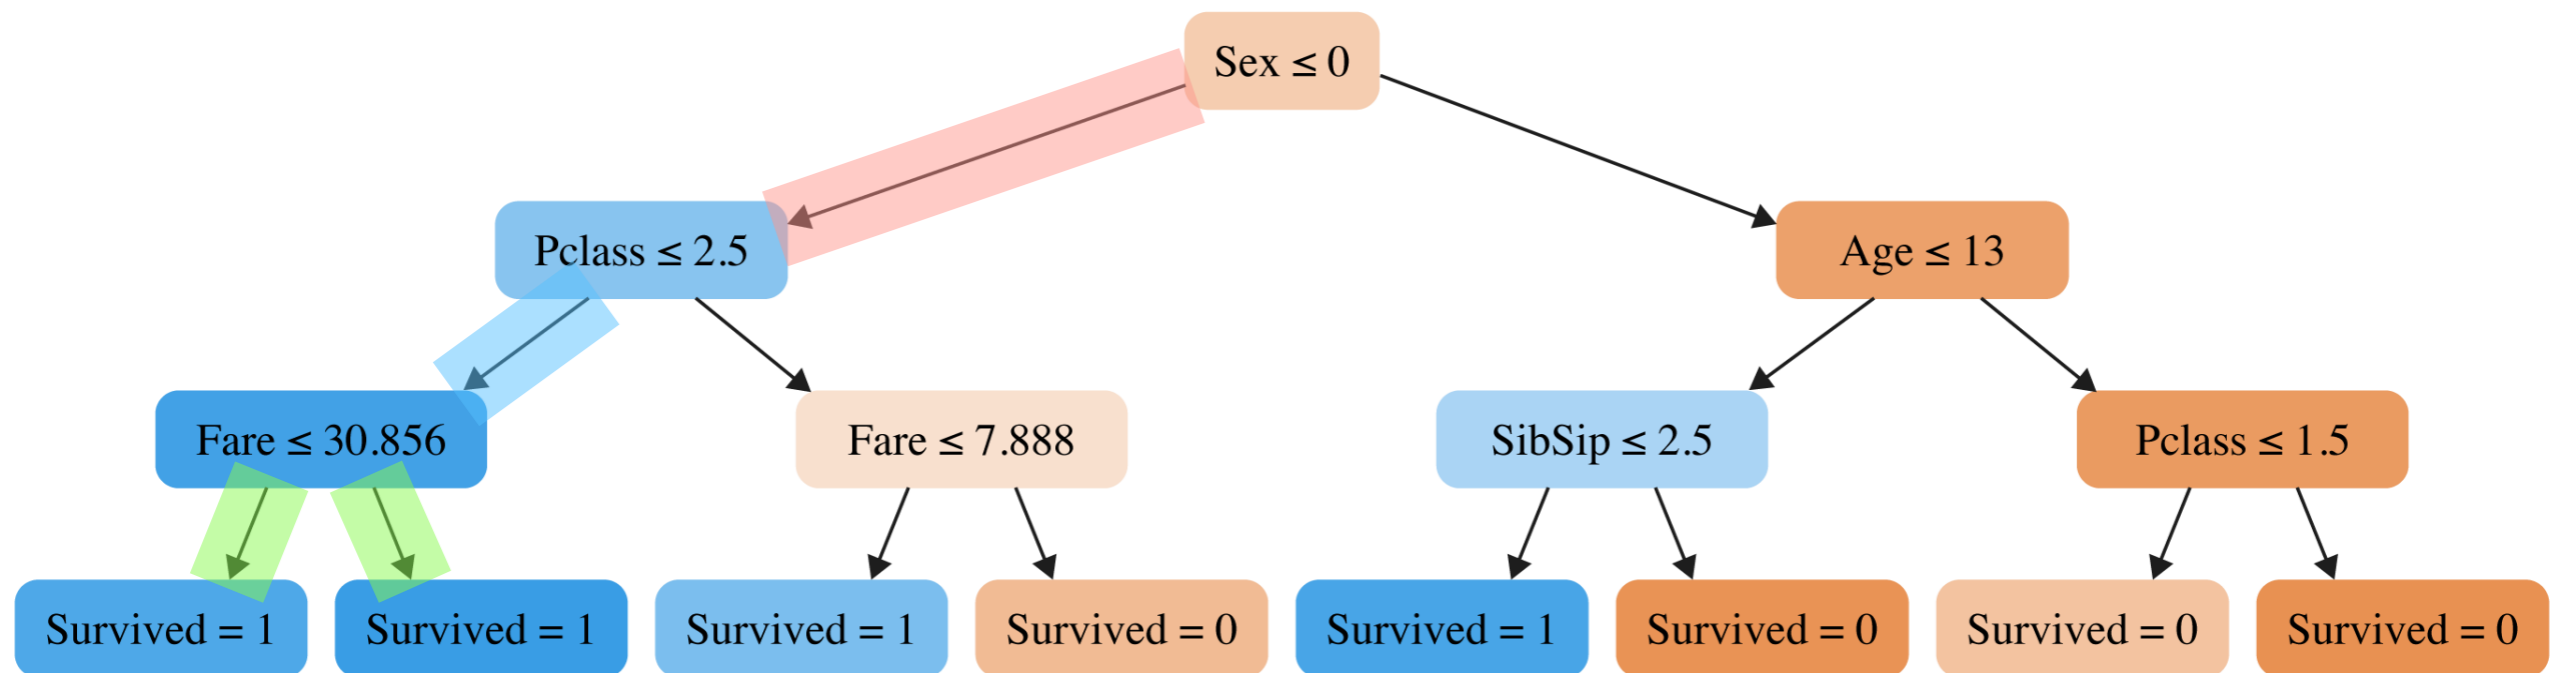 Sex ≤ 0
Pclass ≤ 2.5
Age ≤ 13
Fare ≤ 30.856
Fare ≤ 7.888
SibSip ≤ 2.5
Pclass ≤ 1.5
Survived = 1
Survived = 1
Survived = 1
Survived = 0
Survived = 1
Survived = 0
Survived = 0
Survived = 0